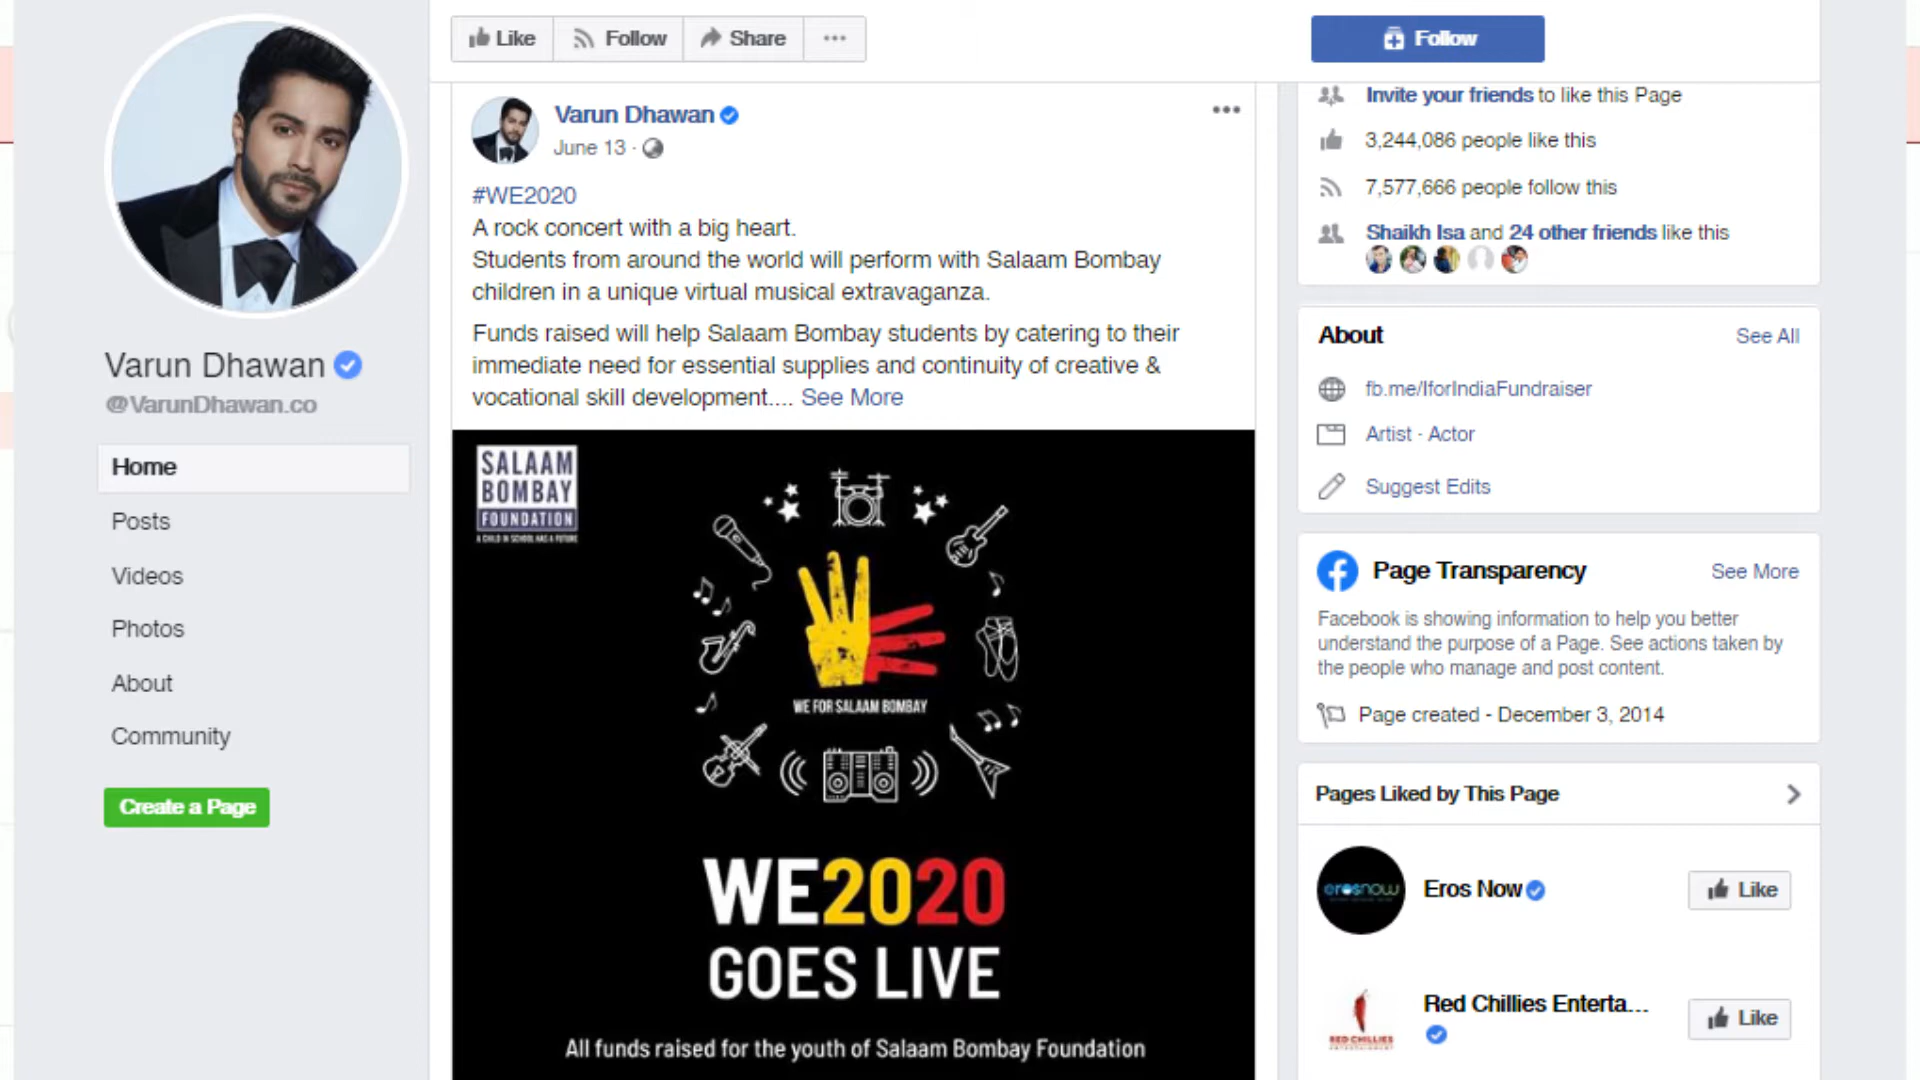 Like
Follow
Share
Follow
Varun Dhawan
@VarunDhawan.co
Home
Posts
Videos
Photos
About
Community
Create a Page
Varun Dhawan
June 13 ·
#WE2020
A rock concert with a big heart.
Students from around the world will perform with Salaam Bombay
children in a unique virtual musical extravaganza.
Funds raised will help Salaam Bombay students by catering to their
immediate need for essential supplies and continuity of creative &
vocational skill development.... See More
SALAAM
BOMBAY
FOUNDATION
A CHILD IN SCHOOL HAS A FUTURE
WE FOR SALAAM BOMBAY
WE2020
GOES LIVE
All funds raised for the youth of Salaam Bombay Foundation
Invite your friends to like this Page
3,244,086 people like this
7,577,666 people follow this
Shaikh Isa and 24 other friends like this
About
See All
fb.me/IforIndiaFundraiser
Artist · Actor
Suggest Edits
Page Transparency
See More
Facebook is showing information to help you better
understand the purpose of a Page. See actions taken by
the people who manage and post content.
Page created - December 3, 2014
Pages Liked by This Page
erosnow
Eros Now
Like
RED CHILLIES
ENTERTAINMENT
Red Chillies Enterta...
Like